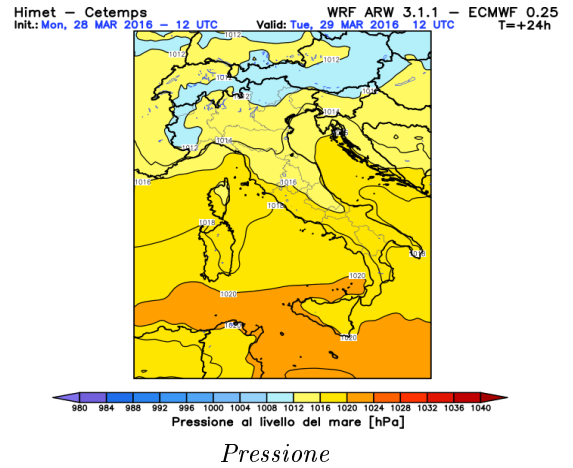 Himet – Cetemps WRF ARW 3.1.1 – ECMWF 0.25
Init.: Mon, 28 MAR 2016 – 12 UTC Valid: Tue, 29 MAR 2016 12 UTC T=+24h
1012
1012 1012
1012
1014
1012 1014
1016 1016
1018
1018
1020
1020
1020
980 984 988 992 996 1000 1004 1008 1012 1016 1020 1024 1028 1032 1036 1040
Pressione al livello del mare [hPa]
Pressione